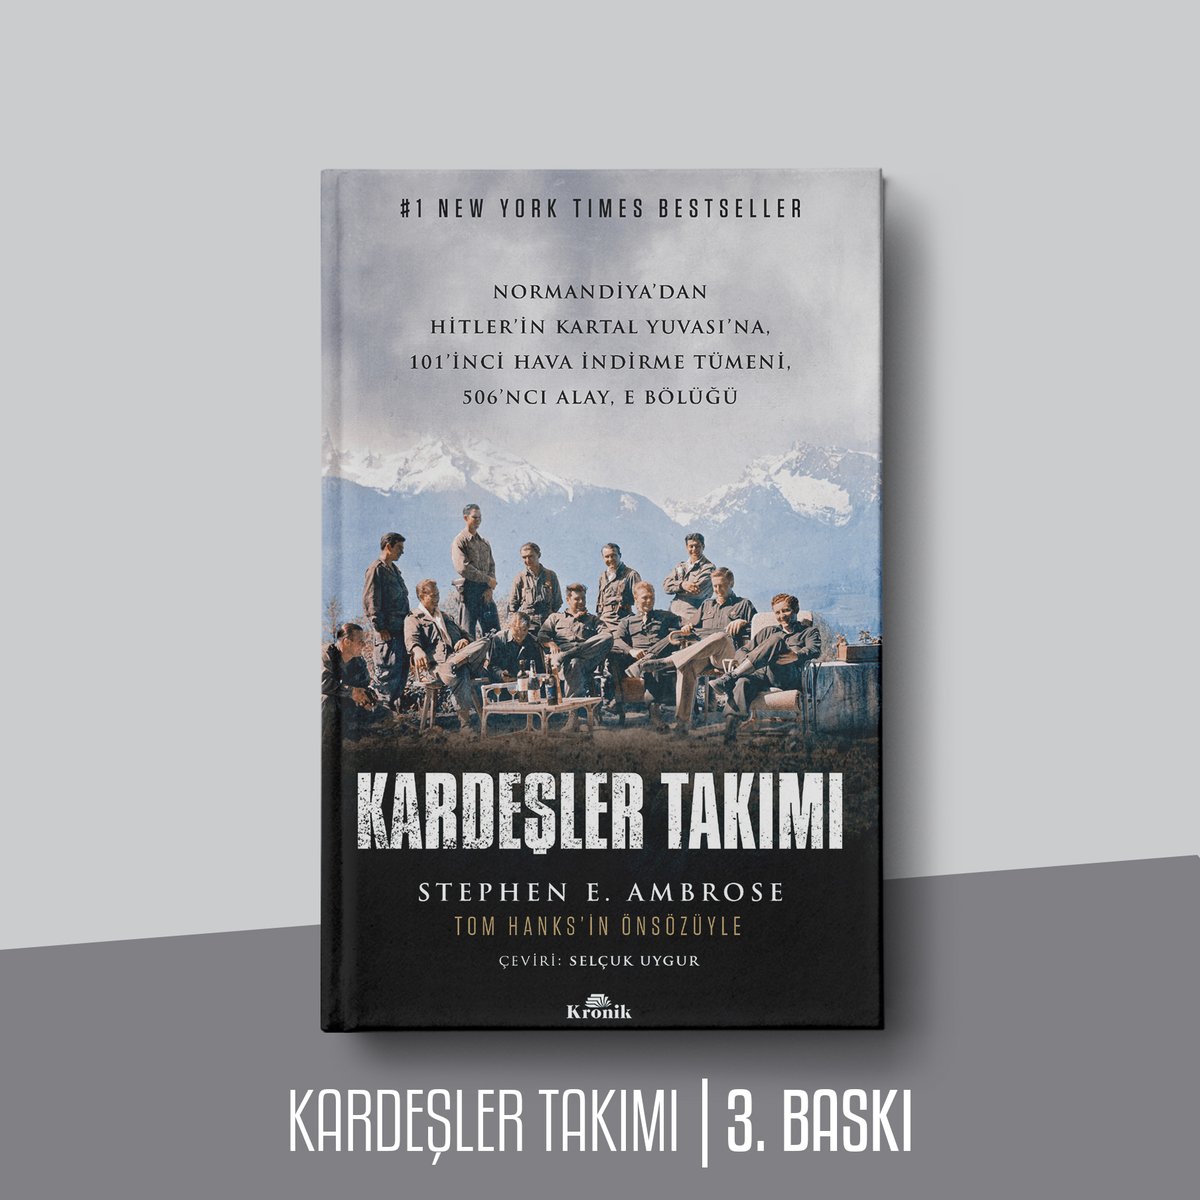 #1 NEW YORK TIMES BESTSELLER
NORMANDİYA'DAN
HİTLER'İN KARTAL YUVASI'NA,
101'İNCİ HAVA İNDİRME TÜMENİ,
506'NCI ALAY, E BÖLÜĞÜ
KARDEŞLER TAKIMI
STEPHEN E. AMBROSE
TOM HANKS'İN ÖNSÖZÜYLE
ÇEVİRİ: SELÇUK UYGUR
Kronik
KARDEŞLER TAKIMI | 3. BASKI